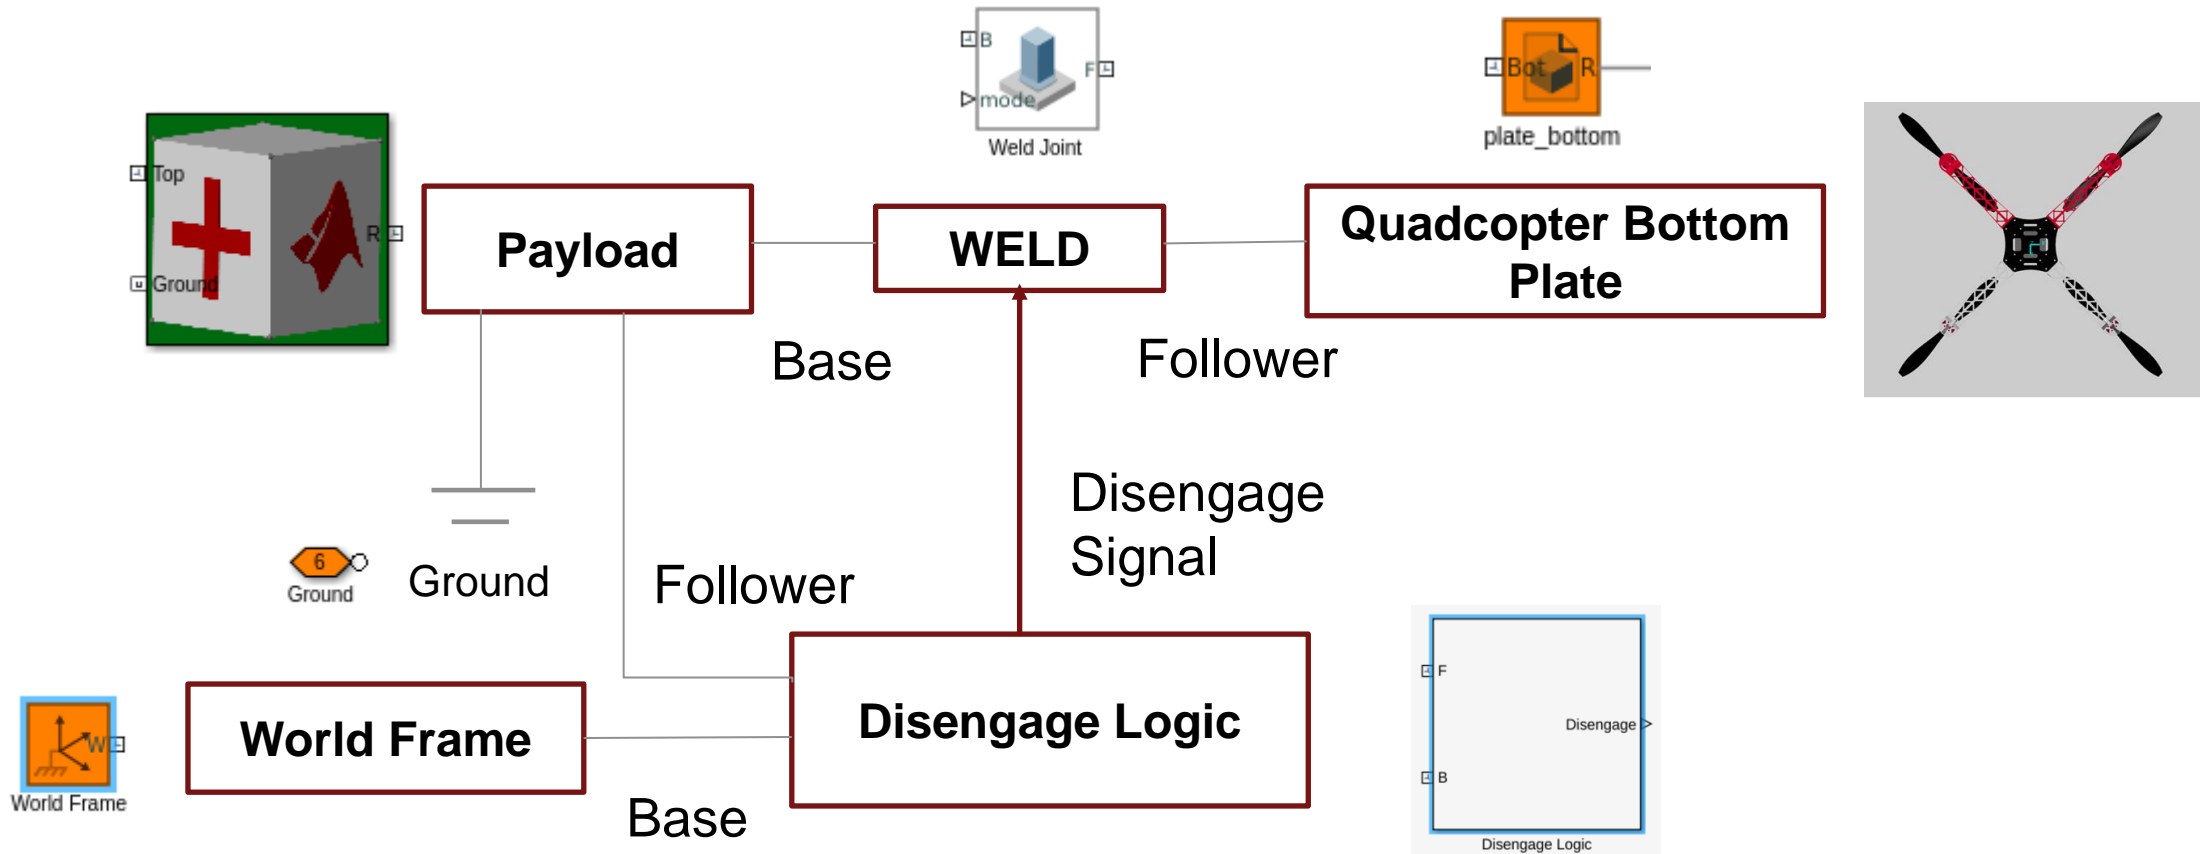 B
F
mode
Weld Joint
Bot
R
plate_bottom
Top
R
Ground
Payload
WELD
Quadcopter Bottom
Plate
Base
Follower
Disengage
Signal
6
Ground
Ground
Follower
W
World Frame
World Frame
Base
Disengage Logic
F
Disengage
B
Disengage Logic